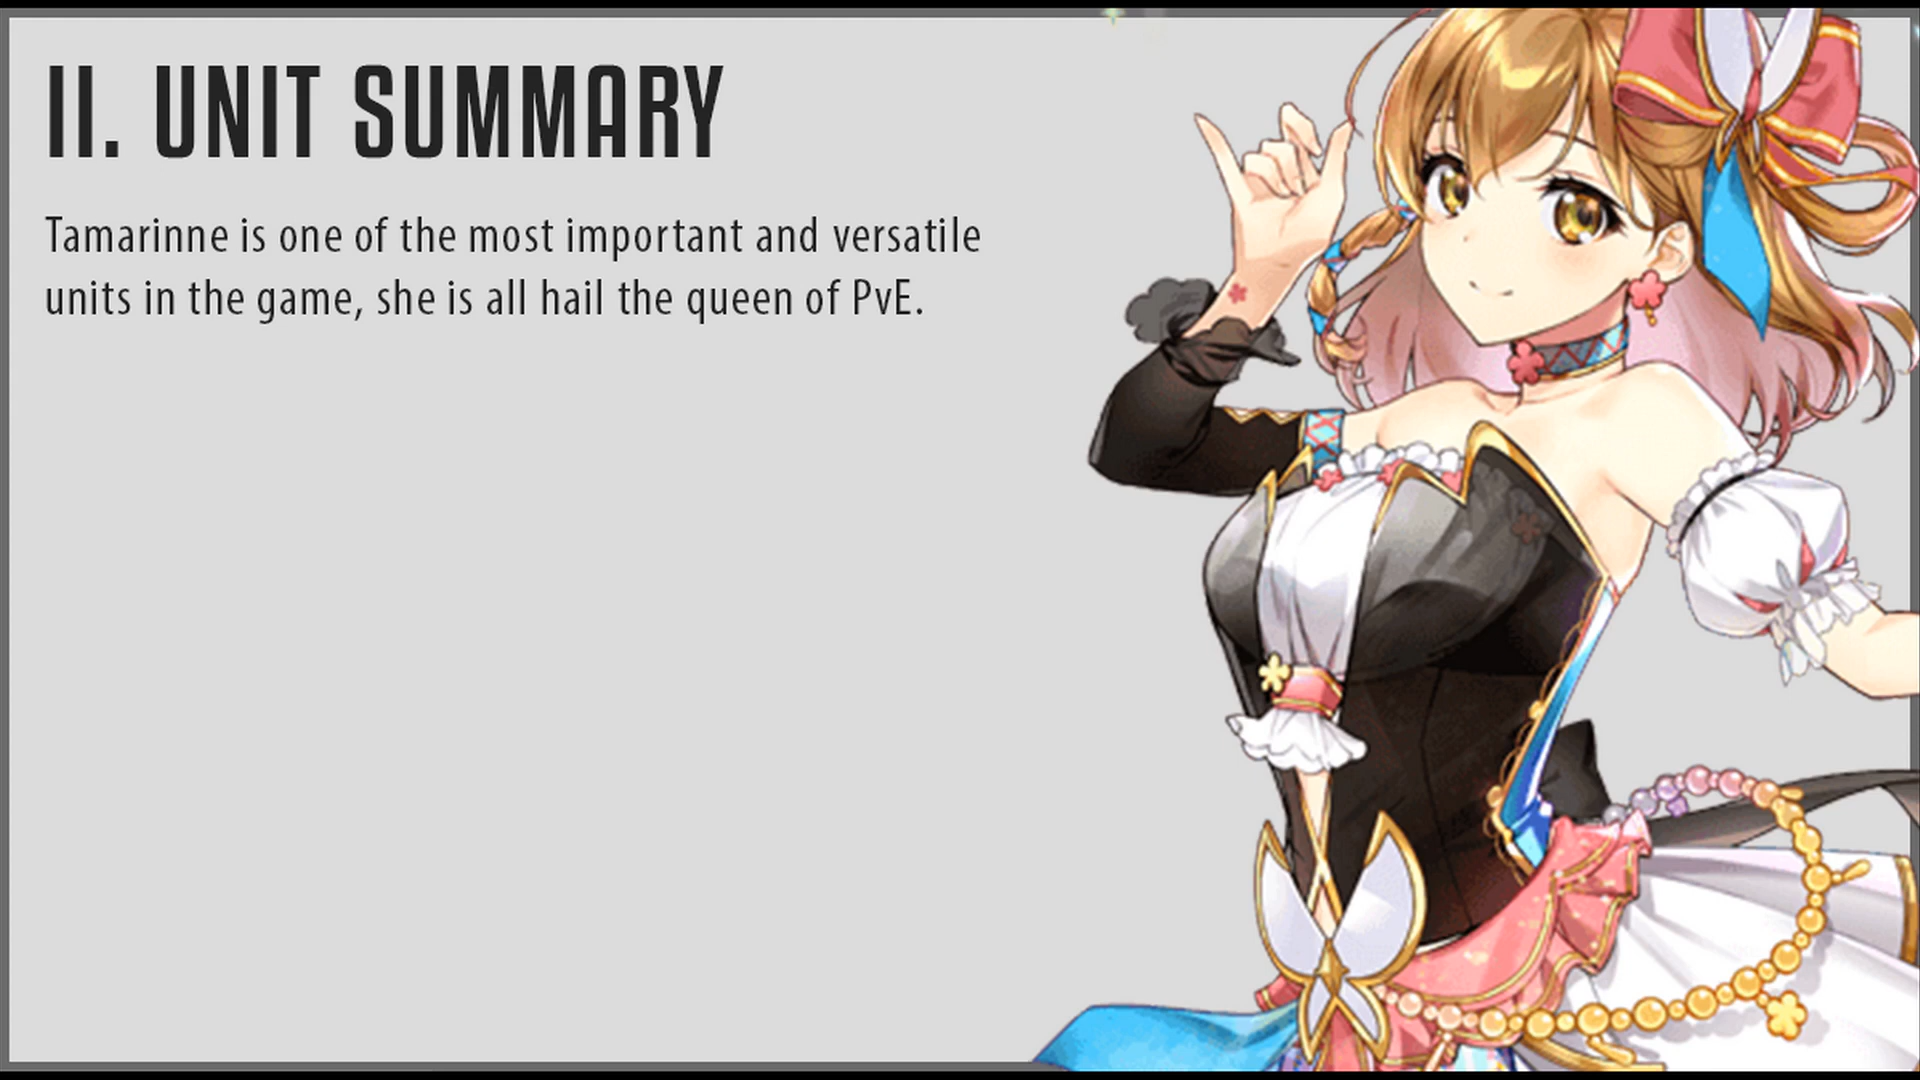 II. UNIT SUMMARY
Tamarinne is one of the most important and versatile
units in the game, she is all hail the queen of PvE.